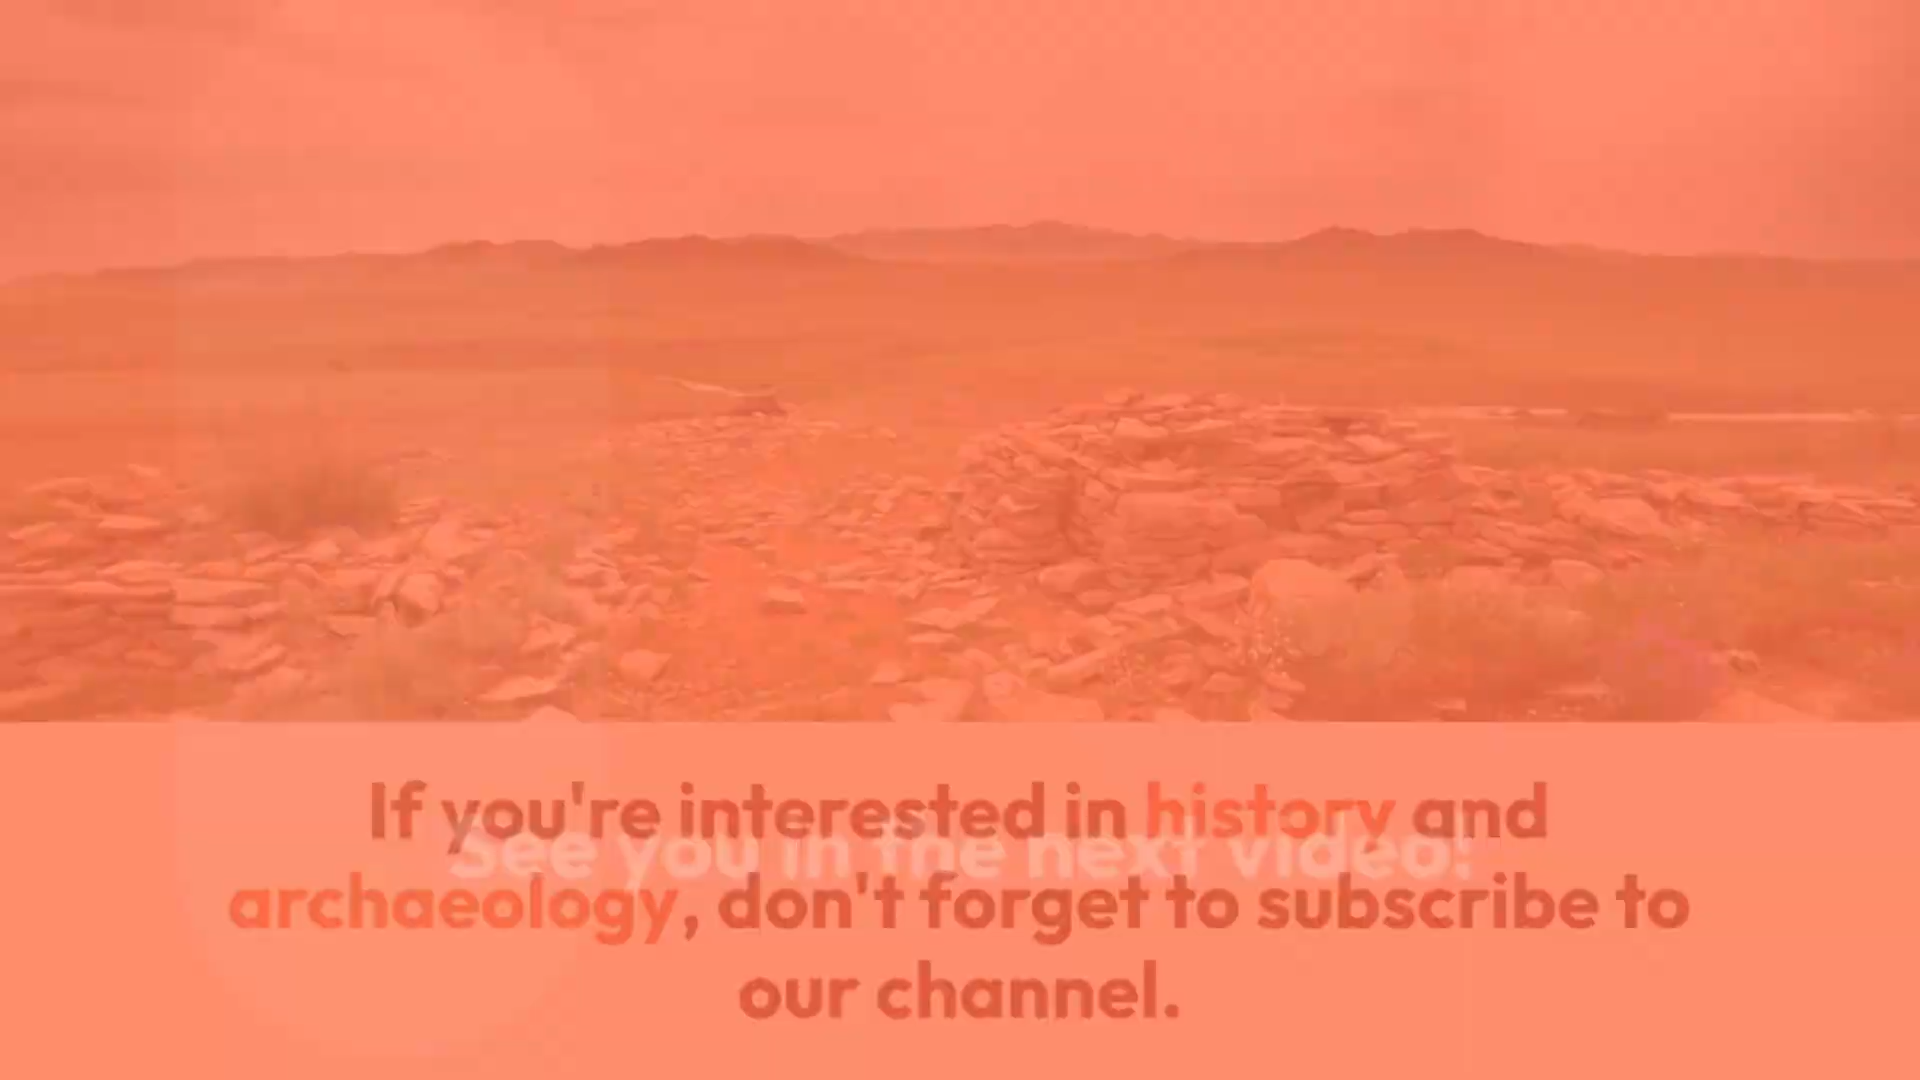 If you're interested in history and
See you in the next video!
archaeology, don't forget to subscribe to
our channel.